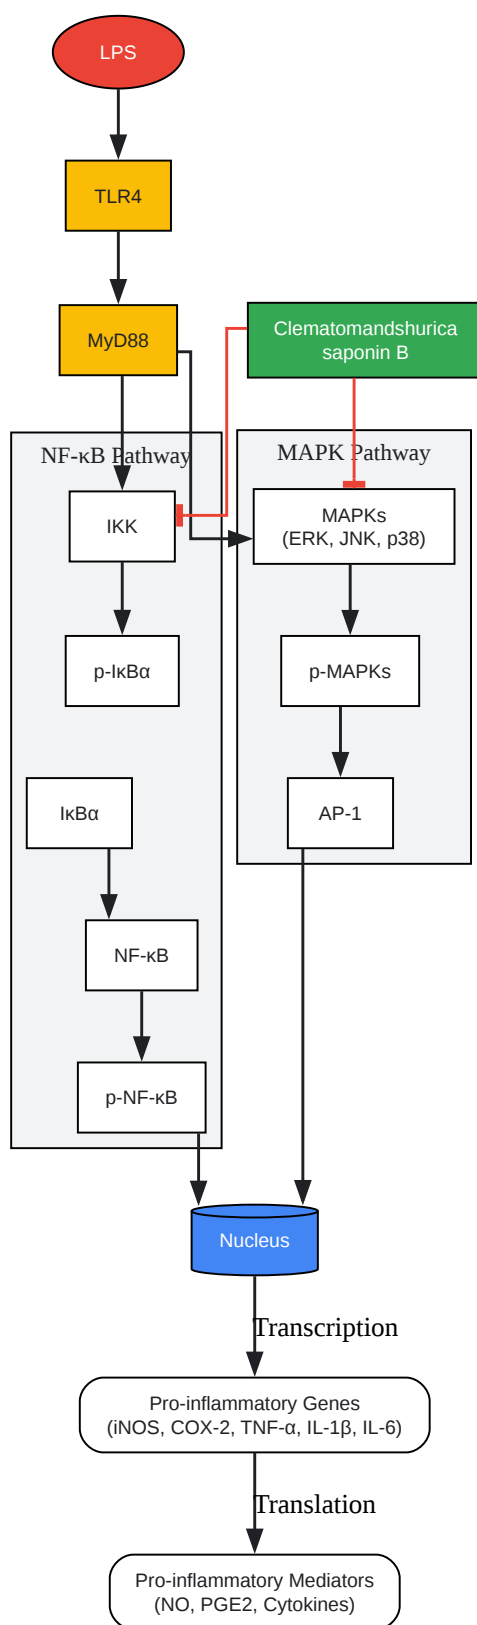 LPS
TLR4
MyD88
Clematomandshurica
saponin B
NF-κB Pathway
MAPK Pathway
IKK
MAPKs
(ERK, JNK, p38)
p-IκBα
p-MAPKs
IκBα
AP-1
NF-κB
p-NF-κB
Nucleus
Transcription
Pro-inflammatory Genes
(iNOS, COX-2, TNF-α, IL-1β, IL-6)
Translation
Pro-inflammatory Mediators
(NO, PGE2, Cytokines)